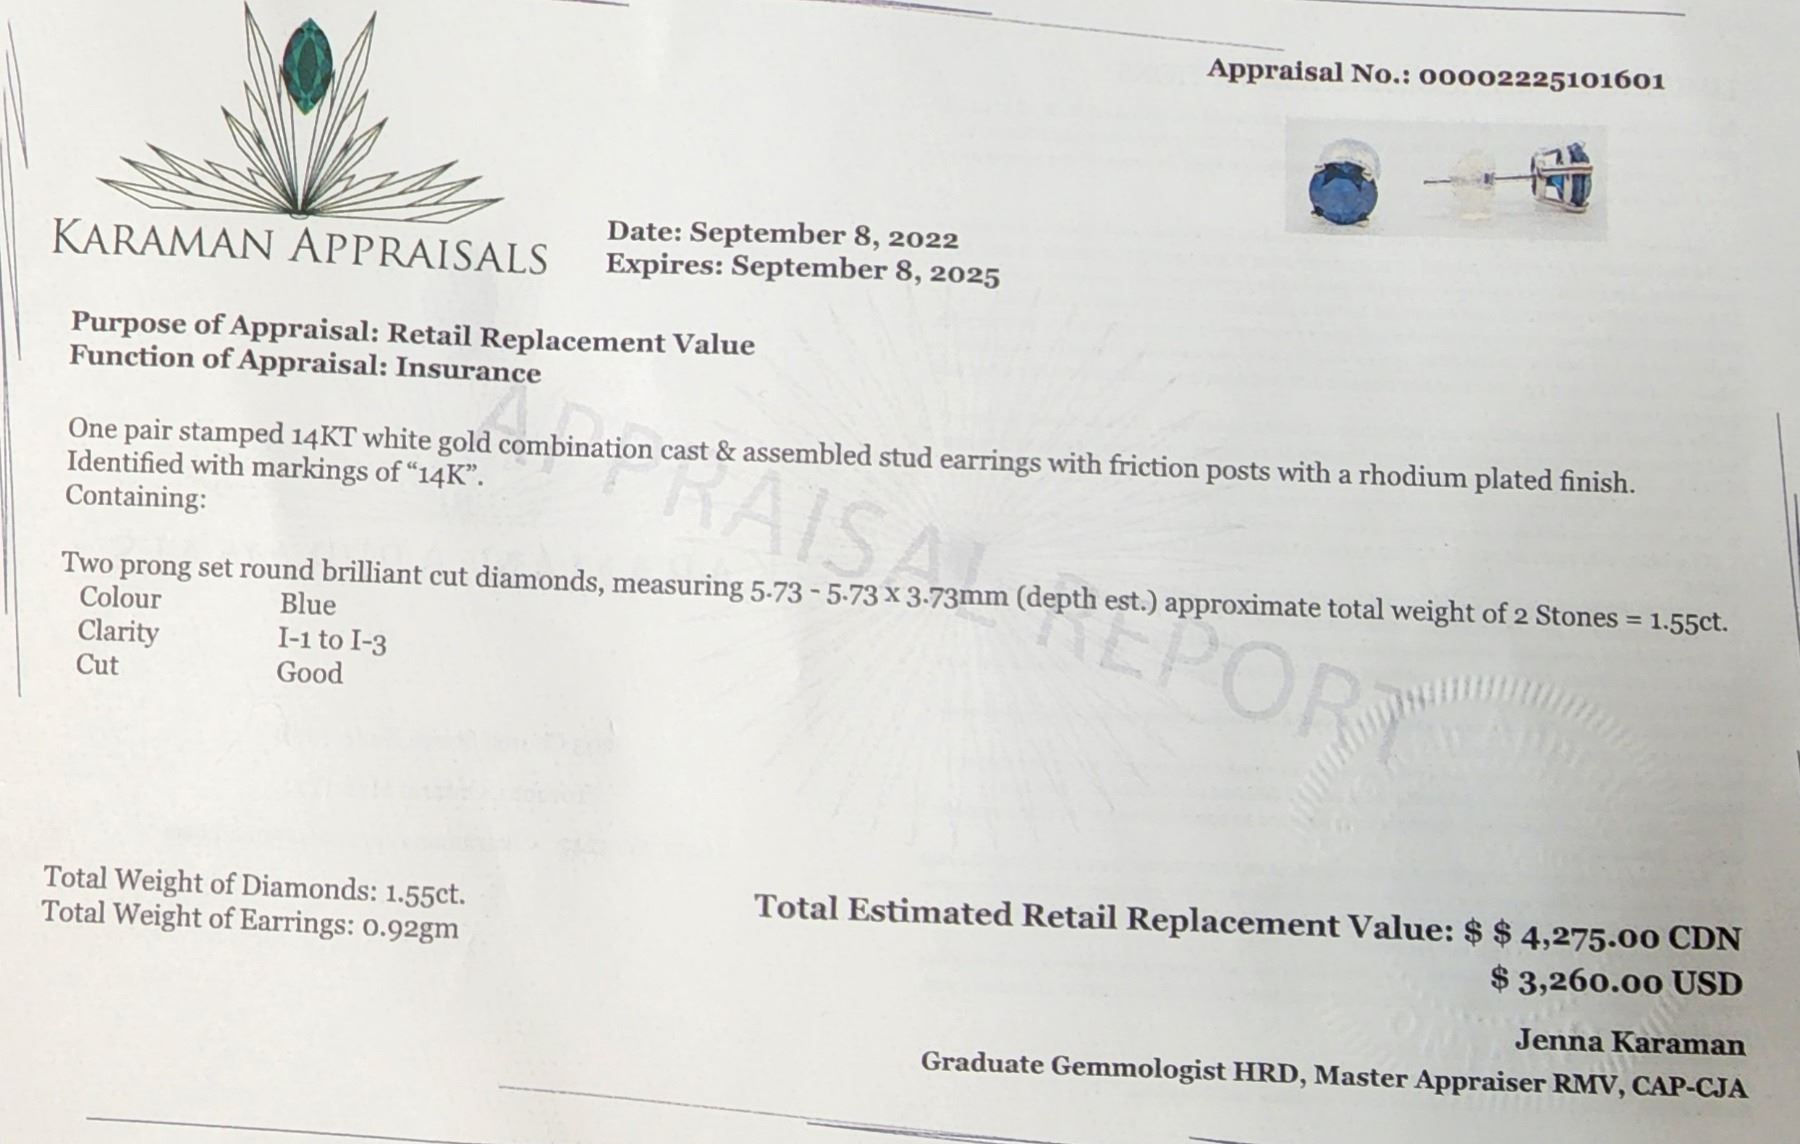 Appraisal No.: 00002225101601
KARAMAN APPRAISALS
Date: September 8, 2022
Expires: September 8, 2025
Purpose of Appraisal: Retail Replacement Value
Function of Appraisal: Insurance
One pair stamped 14KT white gold combination cast & assembled stud earrings with friction posts with a rhodium plated finish.
Identified with markings of “14K”.
Containing:
APPRAISAL REPORT
Two prong set round brilliant cut diamonds, measuring 5.73 - 5.73 x 3.73mm (depth est.) approximate total weight of 2 Stones = 1.55ct.
Colour Blue
Clarity I-1 to I-3
Cut Good
Total Weight of Diamonds: 1.55ct.
Total Weight of Earrings: 0.92gm
Total Estimated Retail Replacement Value: $ $ 4,275.00 CDN
$ 3,260.00 USD
Jenna Karaman
Graduate Gemmologist HRD, Master Appraiser RMV, CAP-CJA